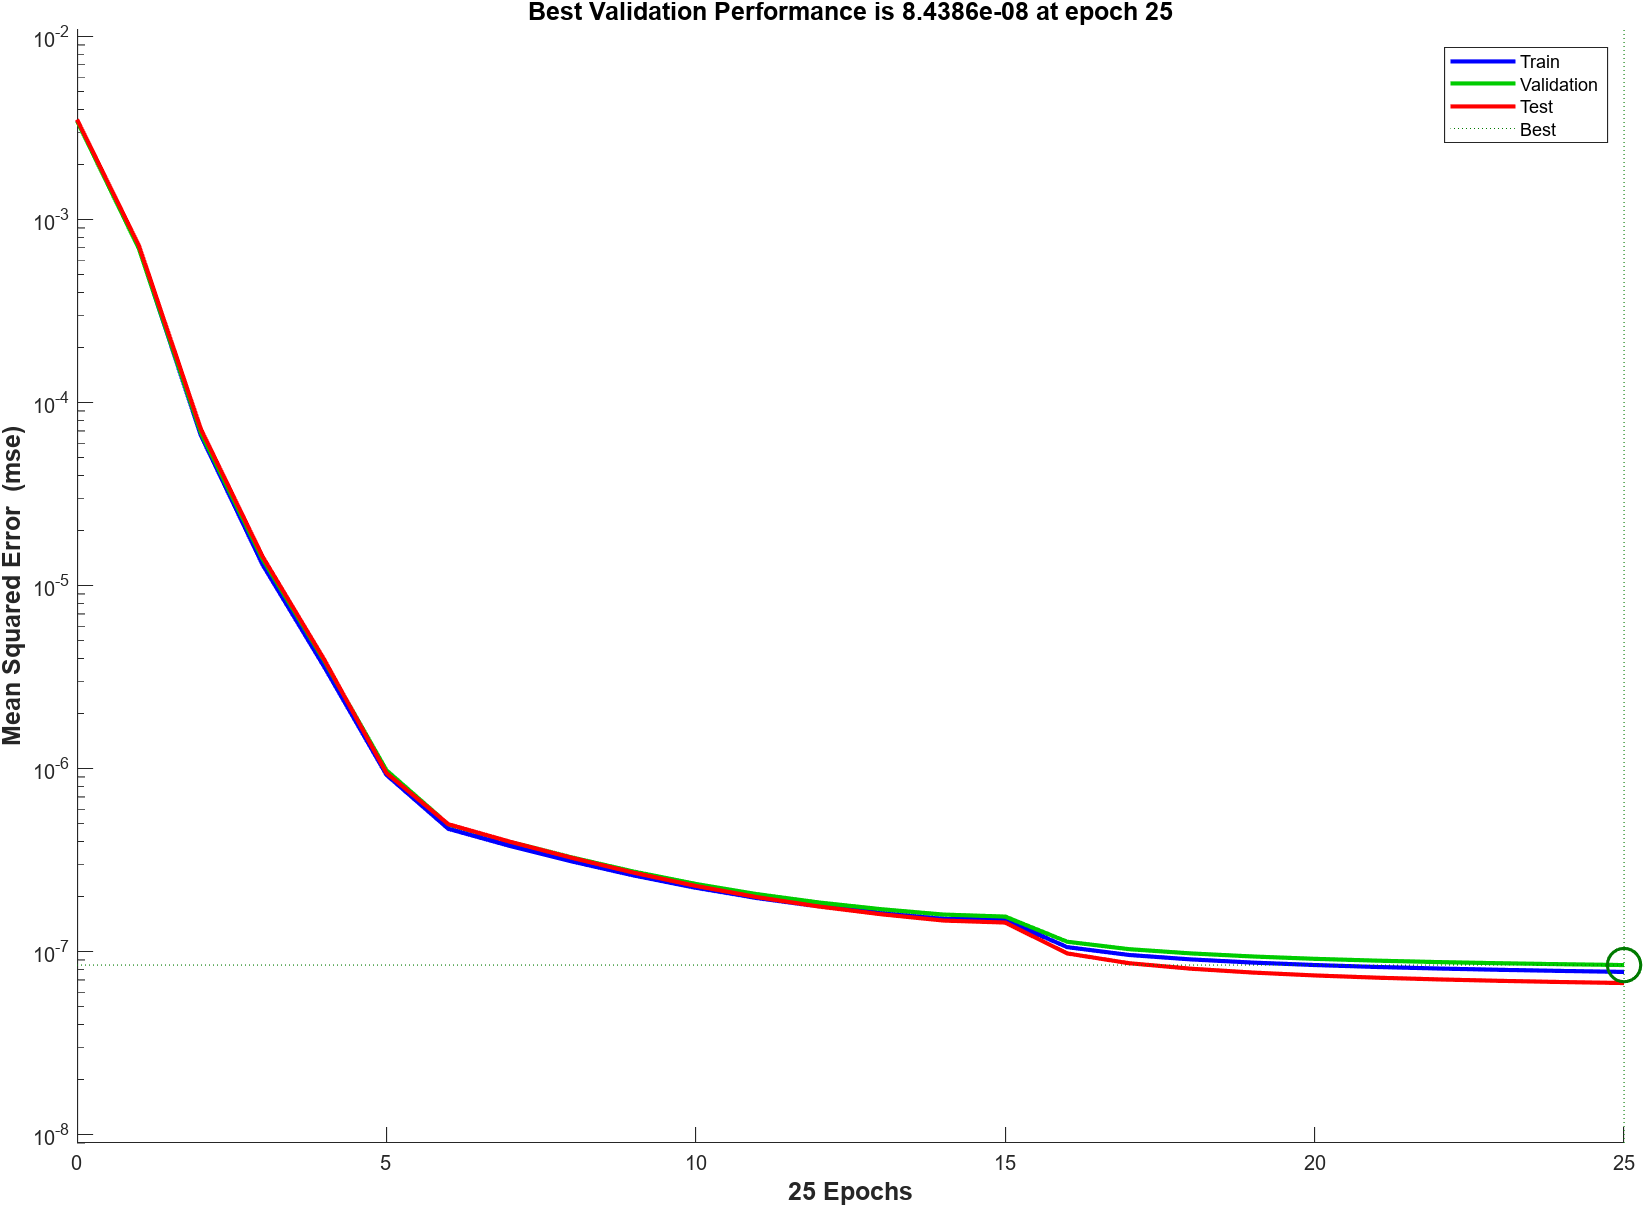 Best Validation Performance is 8.4386e-08 at epoch 25
Train
Validation
Test
Best
Mean Squared Error (mse)
10^-2
10^-3
10^-4
10^-5
10^-6
10^-7
10^-8
0 5 10 15 20 25
25 Epochs